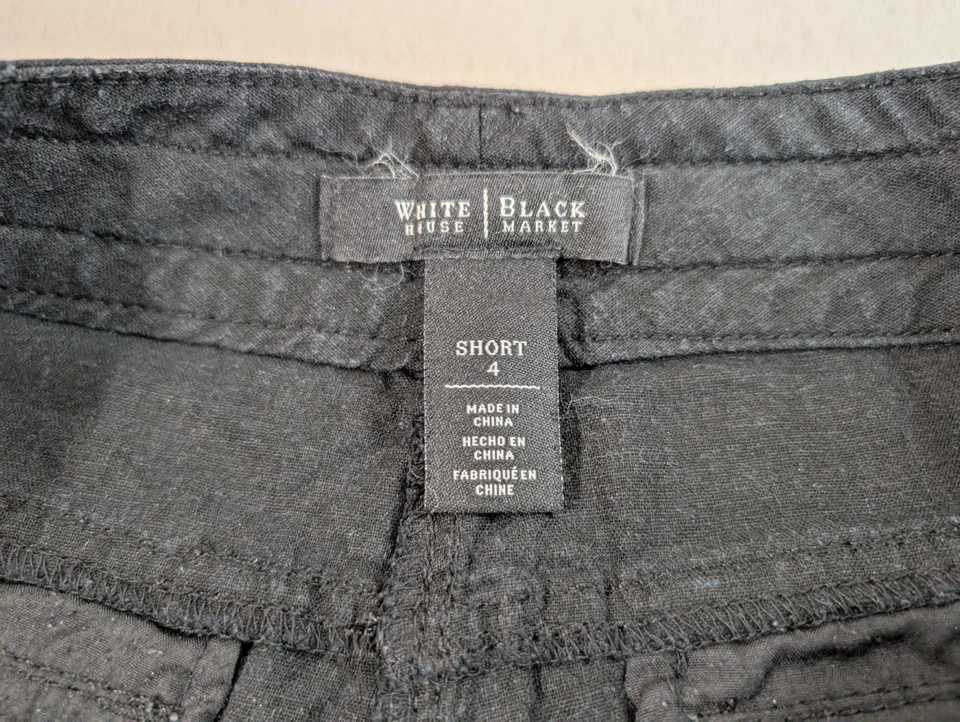 WHITE | BLACK
HOUSE | MARKET
SHORT
4
MADE IN
CHINA
HECHO EN
CHINA
FABRIQUÉ EN
CHINE